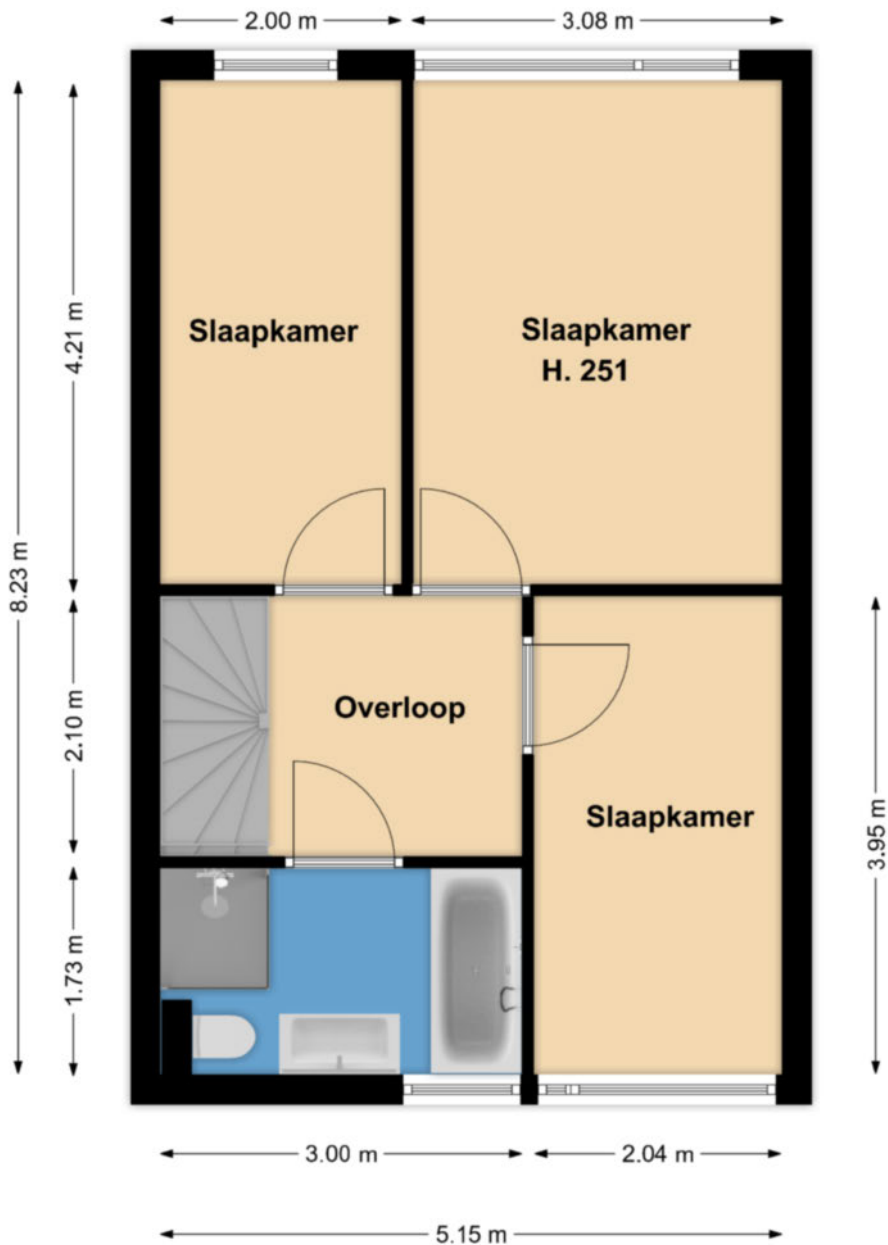 2.00 m
3.08 m
4.21 m
8.23 m
Slaapkamer
Slaapkamer
H. 251
2.10 m
Overloop
Slaapkamer
3.95 m
1.73 m
3.00 m
2.04 m
5.15 m